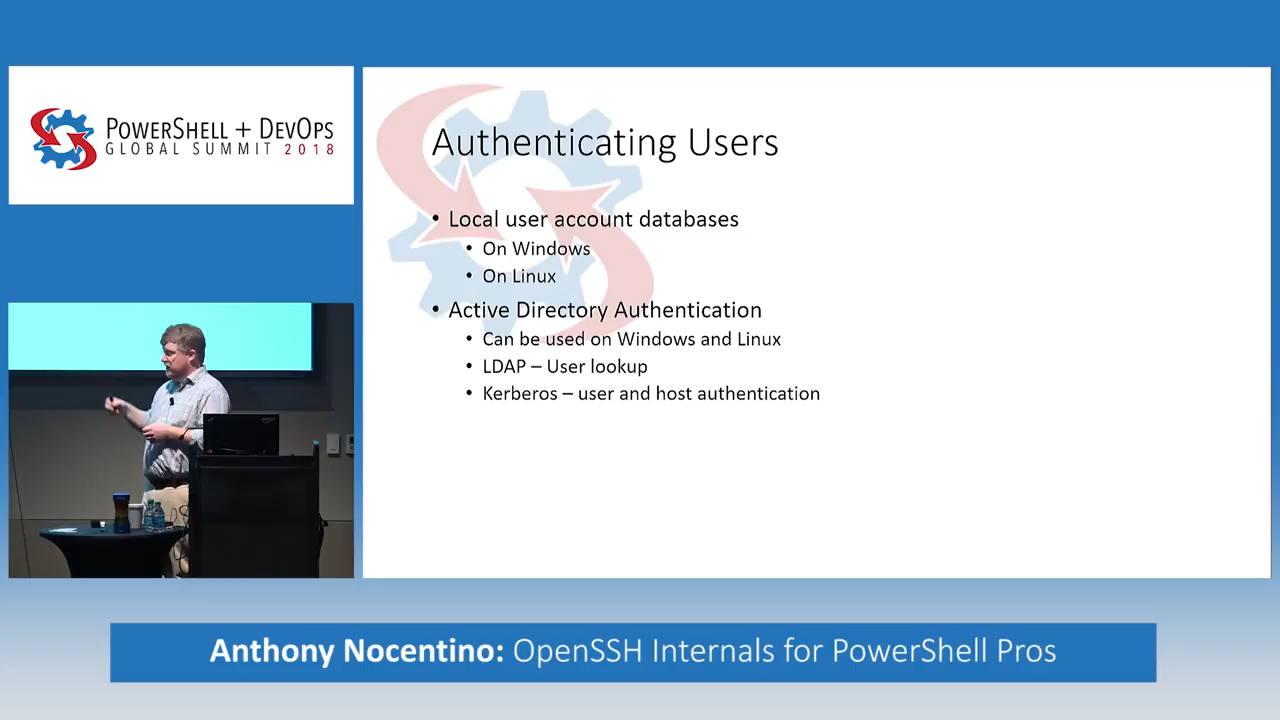 POWERSHELL + DEVOPS
GLOBAL SUMMIT 2018
Authenticating Users
• Local user account databases
• On Windows
• On Linux
• Active Directory Authentication
• Can be used on Windows and Linux
• LDAP – User lookup
• Kerberos – user and host authentication
Anthony Nocentino: OpenSSH Internals for PowerShell Pros